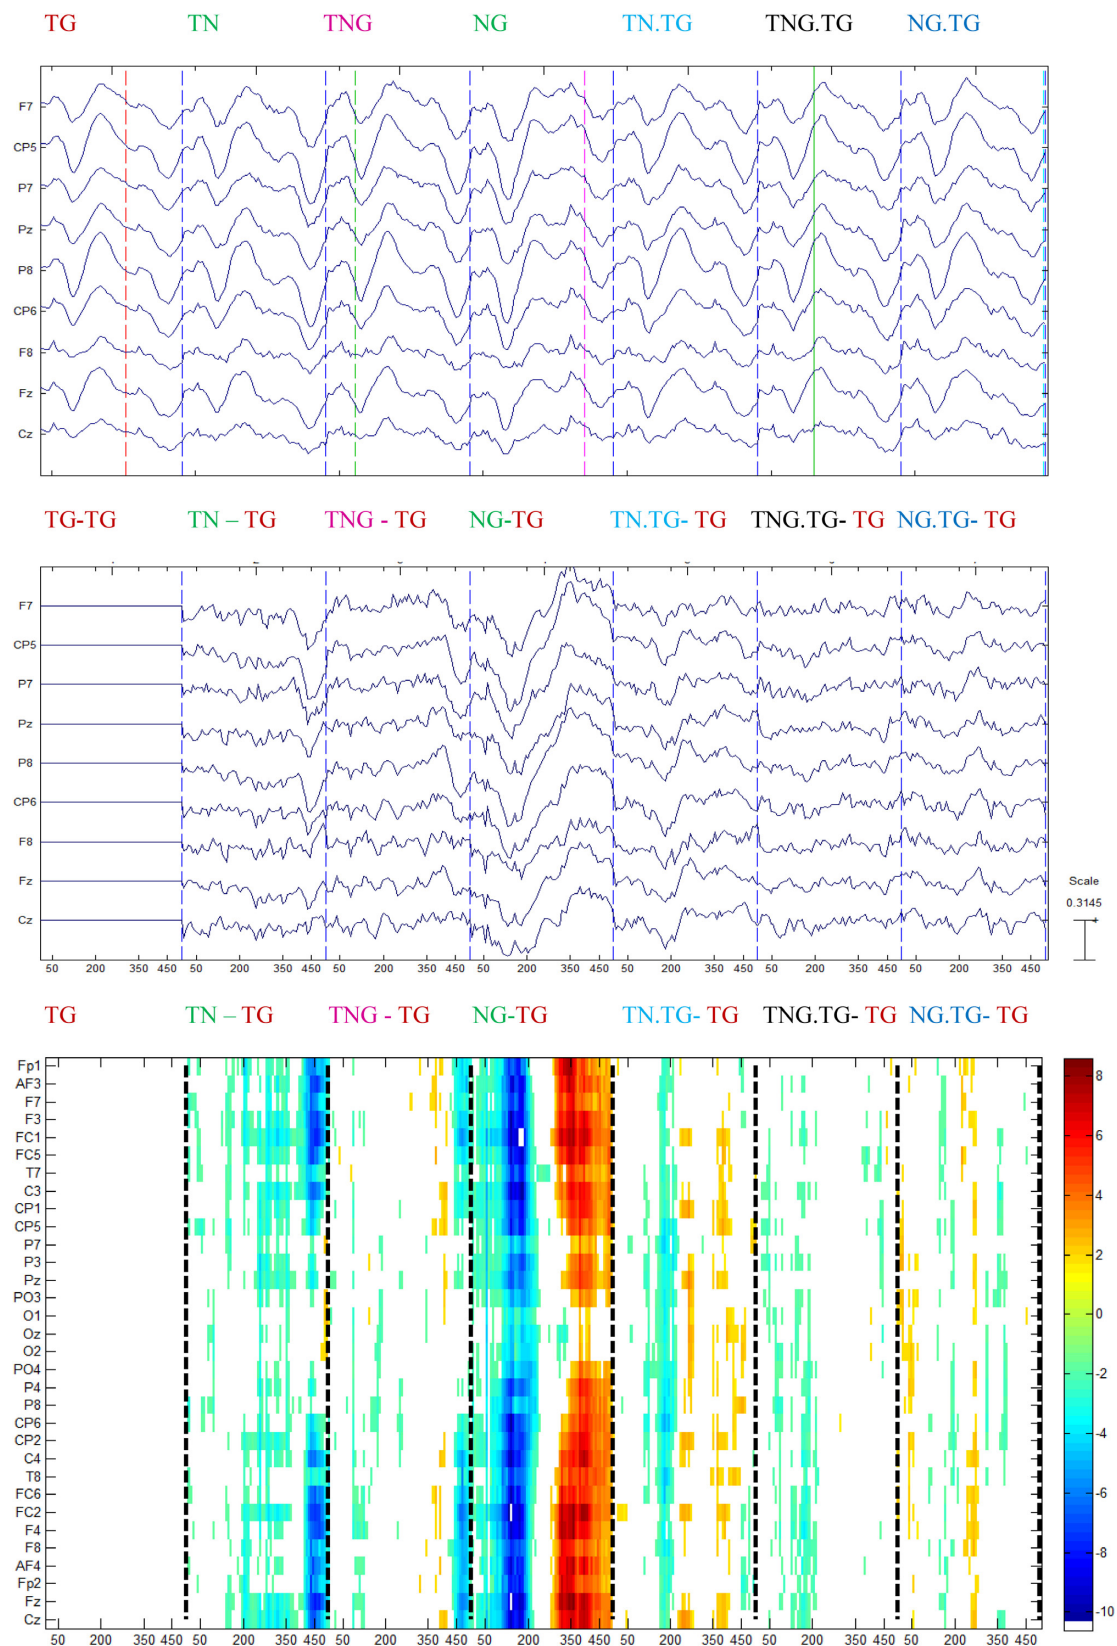 TG TN TNG NG TN.TG TNG.TG NG.TG
F7
CP5
P7
Pz
P8
CP6
F8
Fz
Cz
TG-TG TN – TG TNG - TG NG-TG TN.TG- TG TNG.TG- TG NG.TG- TG
F7
CP5
P7
Pz
P8
CP6
F8
Fz
Cz
Scale
0.3145
+
50 200 350 450 50 200 350 450 50 200 350 450 50 200 350 450 50 200 350 450 50 200 350 450 50 200 350 450
TG TN – TG TNG - TG NG-TG TN.TG- TG TNG.TG- TG NG.TG- TG
Fp1
AF3
F7
F3
FC1
FC5
T7
C3
CP1
CP5
P7
P3
Pz
PO3
O1
Oz
O2
PO4
P4
P8
CP6
CP2
C4
T8
FC6
FC2
F4
F8
AF4
Fp2
Fz
Cz
8
6
4
2
0
-2
-4
-6
-8
-10
50 200 350 450 50 200 350 450 50 200 350 450 50 200 350 450 50 200 350 450 50 200 350 450 50 200 350 450